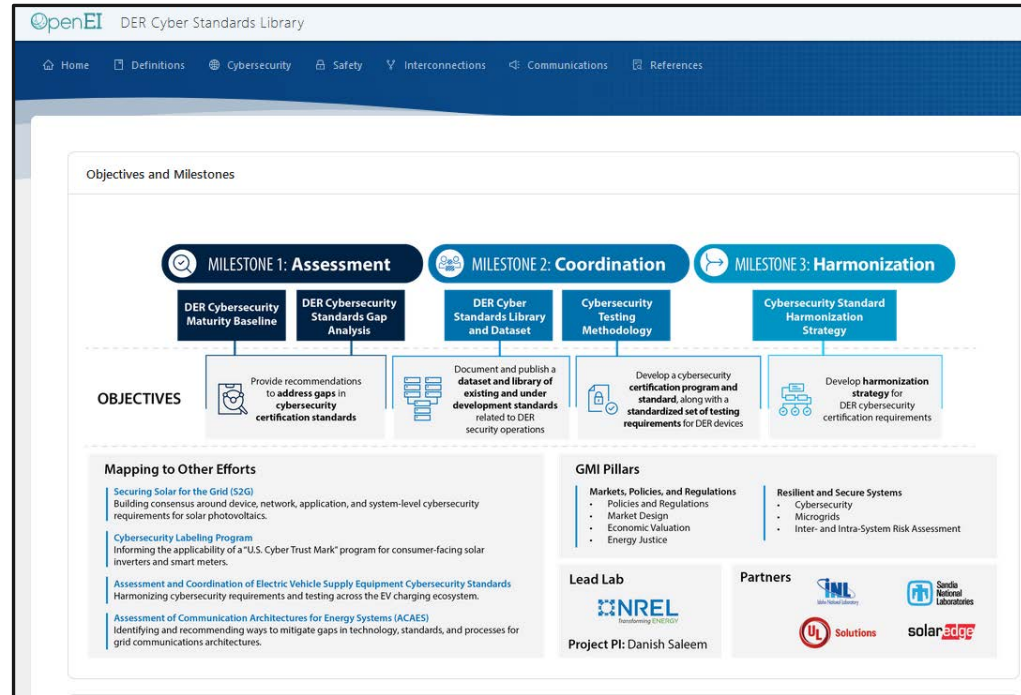 OpenEI DER Cyber Standards Library
Home Definitions Cybersecurity Safety Interconnections Communications References
Objectives and Milestones
MILESTONE 1: Assessment
MILESTONE 2: Coordination
MILESTONE 3: Harmonization
DER Cybersecurity
Maturity Baseline
DER Cybersecurity
Standards Gap
Analysis
DER Cyber
Standards Library
and Dataset
Cybersecurity
Testing
Methodology
Cybersecurity Standard
Harmonization
Strategy
OBJECTIVES
Provide recommendations
to address gaps in
cybersecurity
certification standards
Document and publish a
dataset and library of
existing and under
development standards
related to DER
security operations
Develop a cybersecurity
certification program and
standard, along with a
standardized set of testing
requirements for DER devices
Develop harmonization
strategy for
DER cybersecurity
certification requirements
Mapping to Other Efforts
Securing Solar for the Grid (S2G)
Building consensus around device, network, application, and system-level cybersecurity
requirements for solar photovoltaics.
Cybersecurity Labeling Program
Informing the applicability of a "U.S. Cyber Trust Mark" program for consumer-facing solar
inverters and smart meters.
Assessment and Coordination of Electric Vehicle Supply Equipment Cybersecurity Standards
Harmonizing cybersecurity requirements and testing across the EV charging ecosystem.
Assessment of Communication Architectures for Energy Systems (ACAES)
Identifying and recommending ways to mitigate gaps in technology, standards, and processes for
grid communications architectures.
GMI Pillars
Markets, Policies, and Regulations
• Policies and Regulations
• Market Design
• Economic Valuation
• Energy Justice
Resilient and Secure Systems
• Cybersecurity
• Microgrids
• Inter- and Intra-System Risk Assessment
Lead Lab
NREL
Transforming ENERGY
Project PI: Danish Saleem
Partners
INL
Idaho National Laboratory
Sandia
National
Laboratories
UL Solutions
solaredge